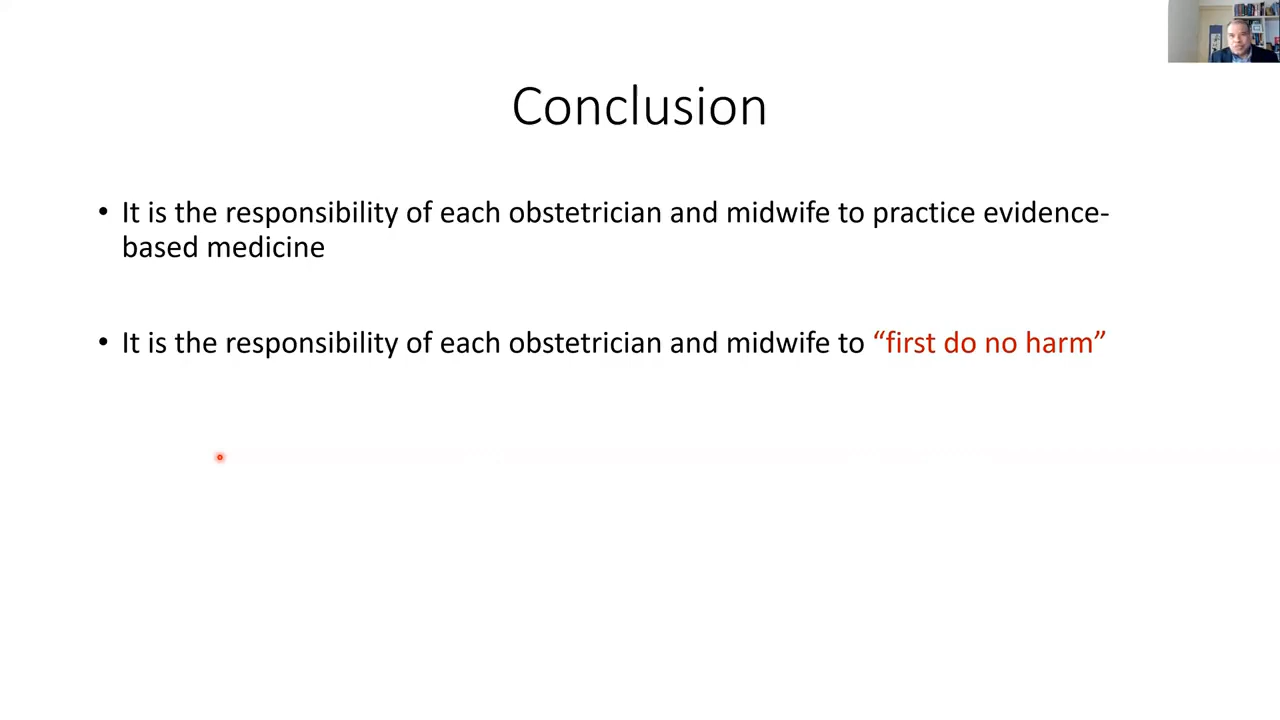 Conclusion
• It is the responsibility of each obstetrician and midwife to practice evidence-
based medicine
• It is the responsibility of each obstetrician and midwife to “first do no harm”